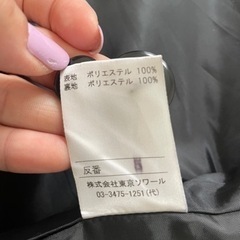 表地 ポリエステル 100%
裏地 ポリエステル 100%
反番
株式会社東京ソワール
03-3475-1251(代)